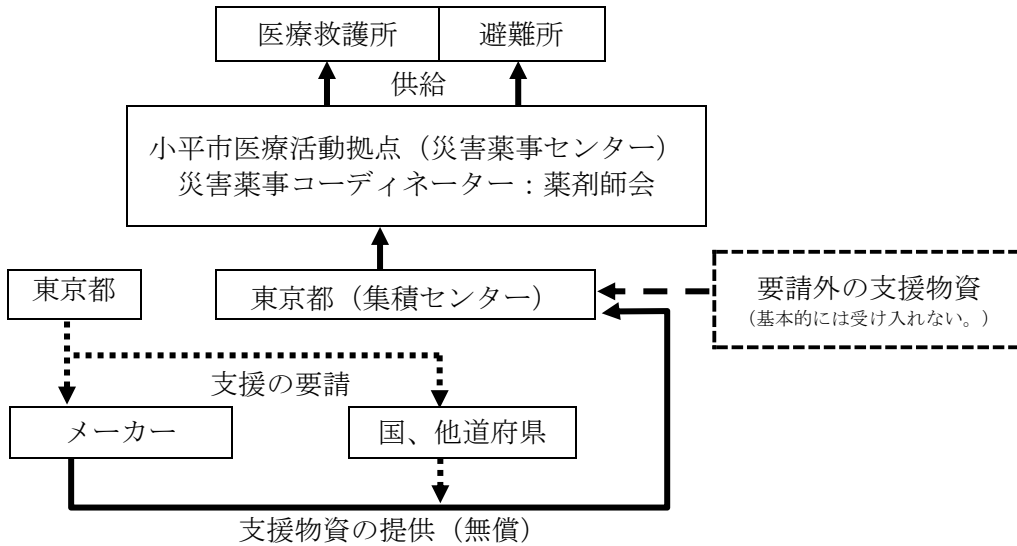 医療救護所
避難所
供給
小平市医療活動拠点（災害薬事センター）
災害薬事コーディネーター：薬剤師会
東京都
東京都（集積センター）
要請外の支援物資
（基本的には受け入れない。）
支援の要請
メーカー
国、他道府県
支援物資の提供（無償）